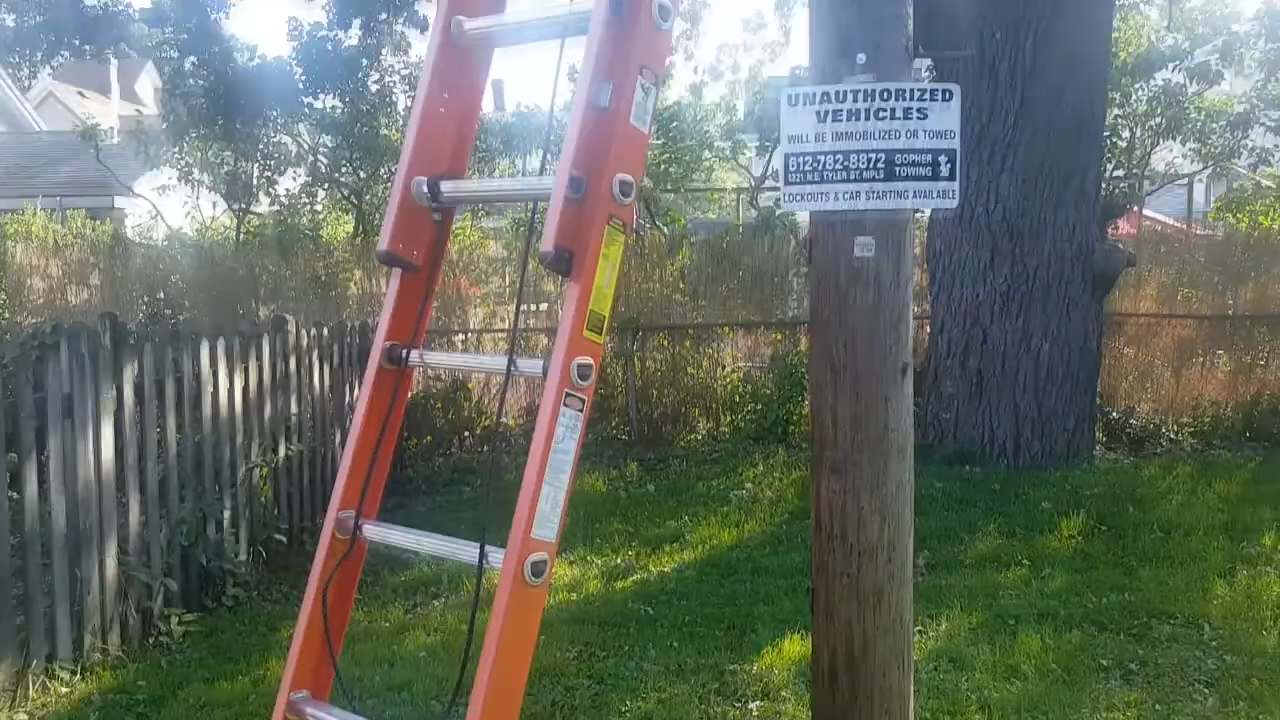 UNAUTHORIZED
VEHICLES
WILL BE IMMOBILIZED OR TOWED
612-782-8872 GOPHER
1321 N.E. TYLER ST. MPLS TOWING
LOCKOUTS & CAR STARTING AVAILABLE